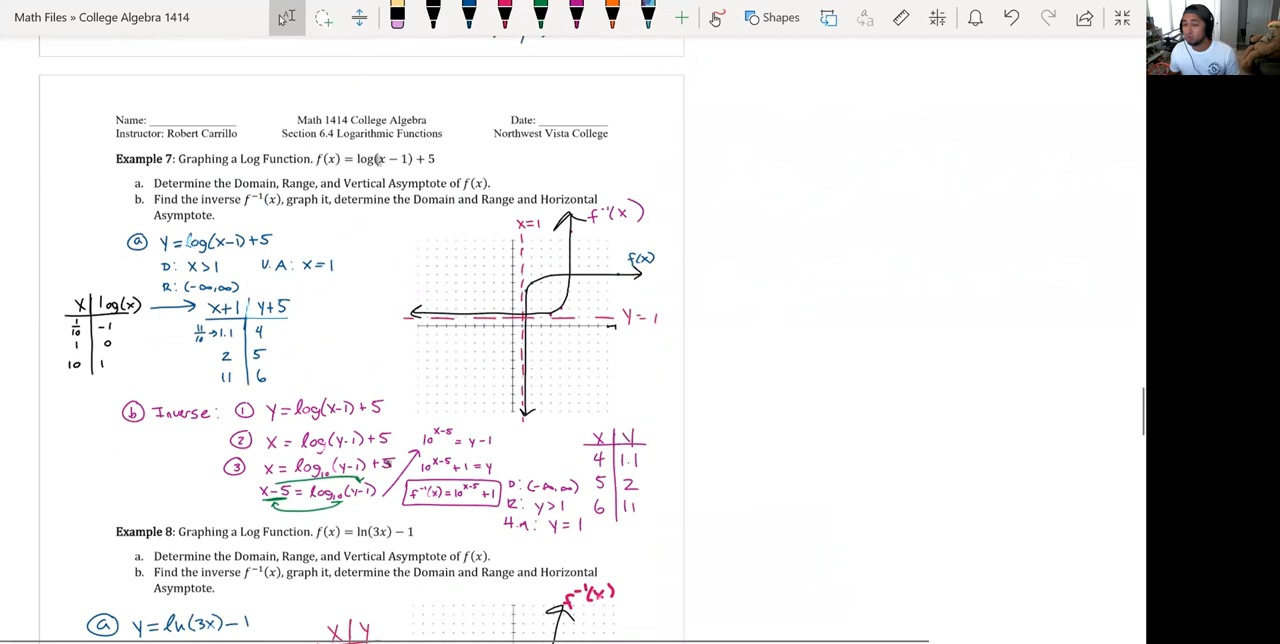 Math Files » College Algebra 1414
Shapes
Name: _______________ Math 1414 College Algebra Date: ____________
Instructor: Robert Carrillo Section 6.4 Logarithmic Functions Northwest Vista College
Example 7: Graphing a Log Function. f(x) = log(x − 1) + 5
a. Determine the Domain, Range, and Vertical Asymptote of f(x).
b. Find the inverse f⁻¹(x), graph it, determine the Domain and Range and Horizontal
Asymptote.
ⓐ y = log(x-1)+5
D: x>1 V.A: x=1
R: (-∞,∞)
x | log(x) → x+1 | y+5
1/10 | -1 11/10 → 1.1 | 4
1 | 0 2 | 5
10 | 1 11 | 6
x=1
f⁻¹(x)
f(x)
y=1
ⓑ Inverse: ① y = log(x-1)+5
② x = log(y-1)+5
③ x = log₁₀(y-1)+5
x-5 = log₁₀(y-1)
10^(x-5) = y-1
10^(x-5) + 1 = y
f⁻¹(x) = 10^(x-5) + 1
D: (-∞,∞)
R: y>1
H.A: y=1
x | y
4 | 1.1
5 | 2
6 | 11
Example 8: Graphing a Log Function. f(x) = ln(3x) − 1
a. Determine the Domain, Range, and Vertical Asymptote of f(x).
b. Find the inverse f⁻¹(x), graph it, determine the Domain and Range and Horizontal
Asymptote.
f⁻¹(x)
ⓐ y = ln(3x)-1
x | y